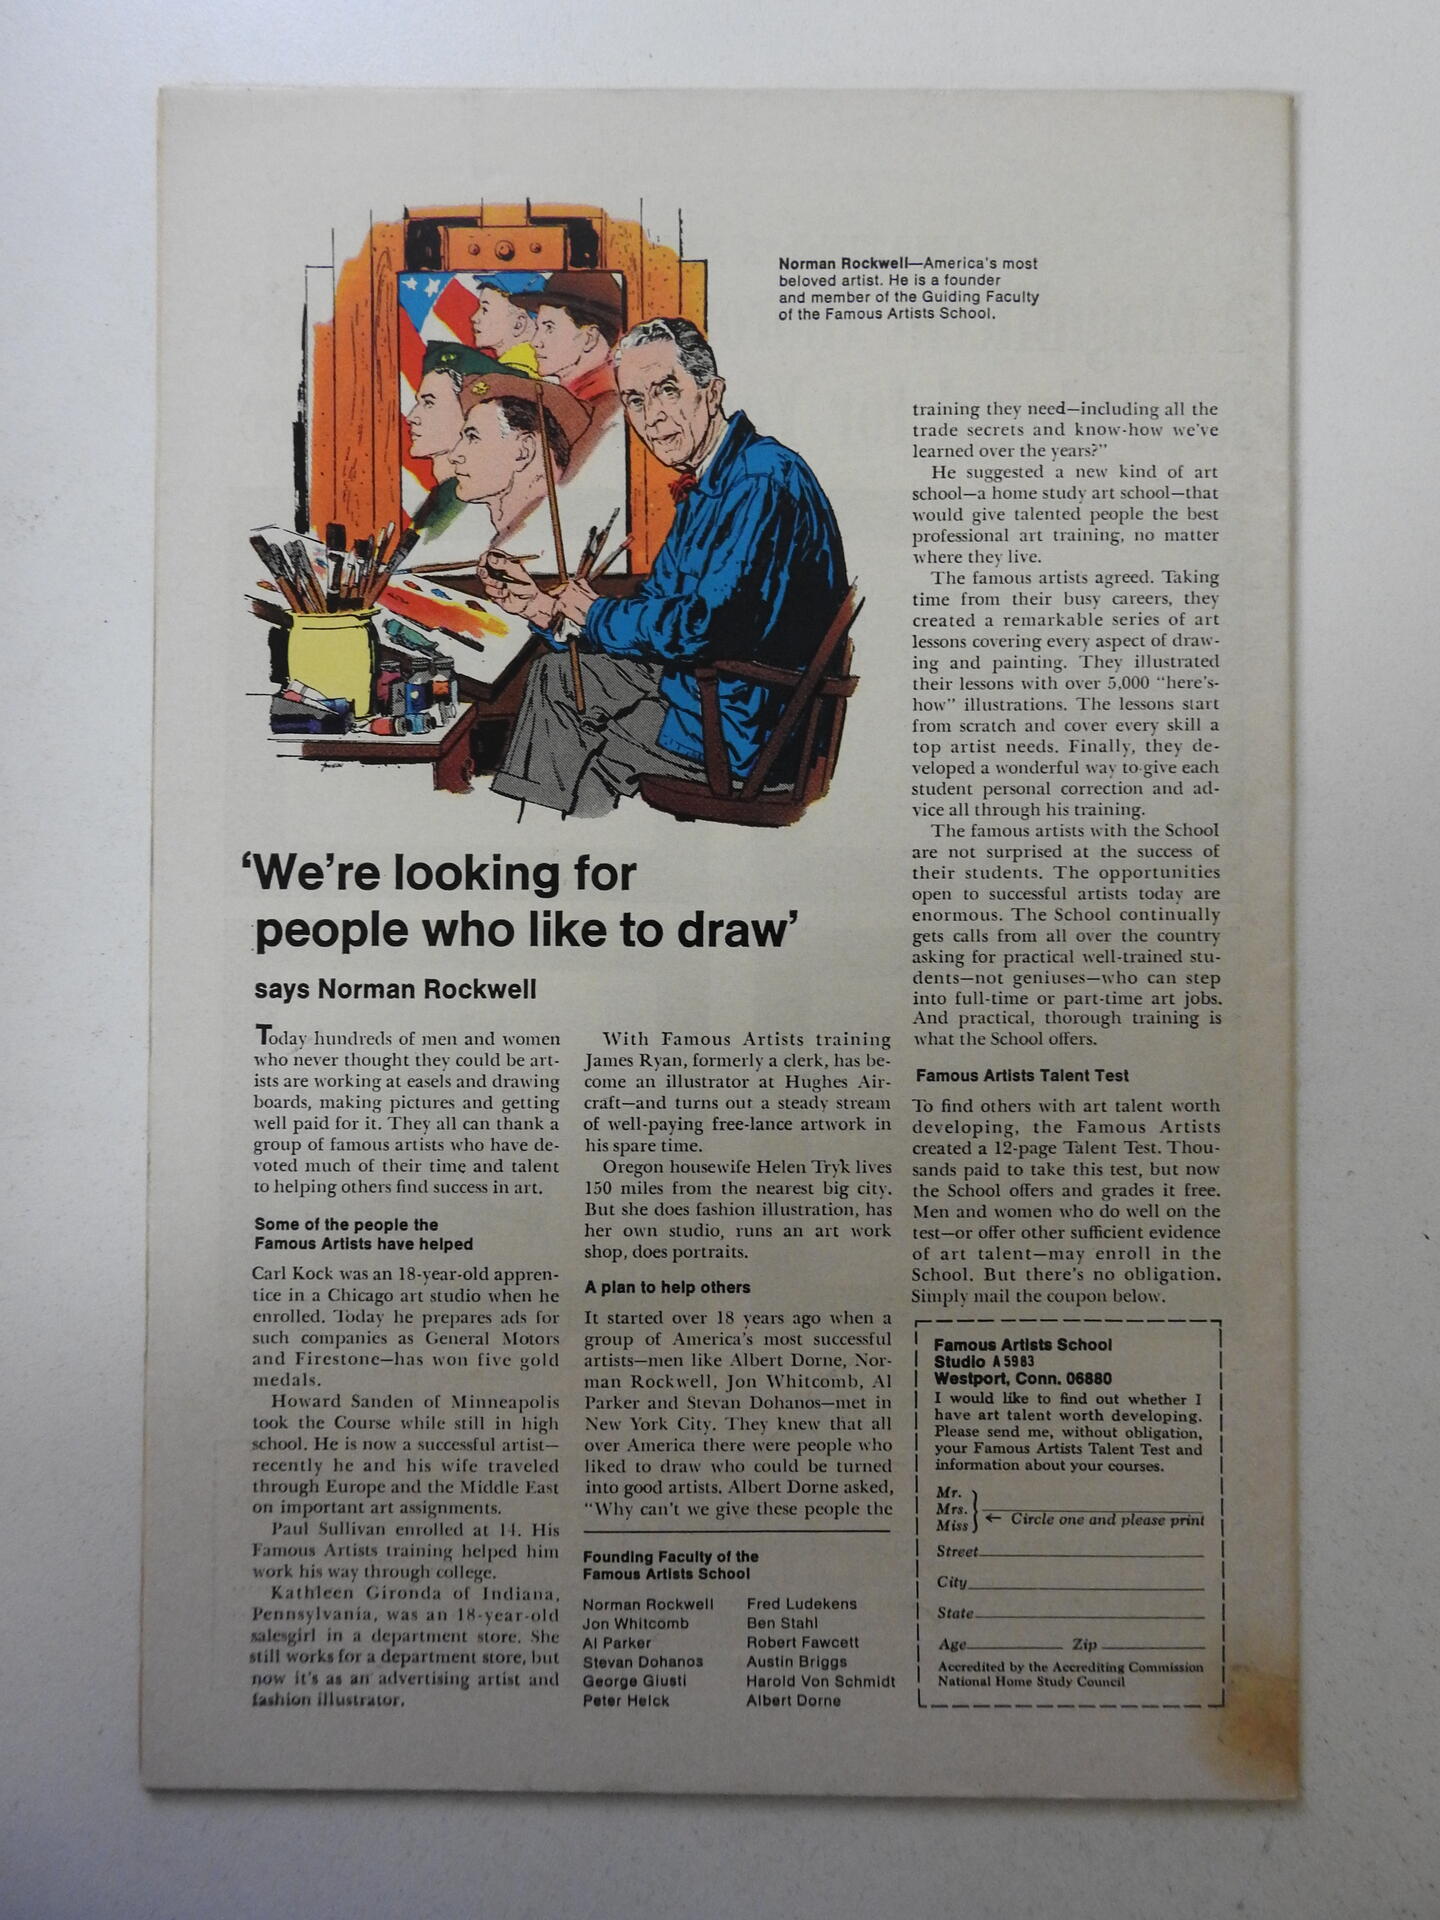 Norman Rockwell—America's most
beloved artist. He is a founder
and member of the Guiding Faculty
of the Famous Artists School.
'We're looking for
people who like to draw'
says Norman Rockwell
Today hundreds of men and women
who never thought they could be art-
ists are working at easels and drawing
boards, making pictures and getting
well paid for it. They all can thank a
group of famous artists who have de-
voted much of their time and talent
to helping others find success in art.
Some of the people the
Famous Artists have helped
Carl Kock was an 18-year-old appren-
tice in a Chicago art studio when he
enrolled. Today he prepares ads for
such companies as General Motors
and Firestone—has won five gold
medals.
Howard Sanden of Minneapolis
took the Course while still in high
school. He is now a successful artist—
recently he and his wife traveled
through Europe and the Middle East
on important art assignments.
Paul Sullivan enrolled at 14. His
Famous Artists training helped him
work his way through college.
Kathleen Gironda of Indiana,
Pennsylvania, was an 18-year-old
salesgirl in a department store. She
still works for a department store, but
now it's as an advertising artist and
fashion illustrator.
With Famous Artists training
James Ryan, formerly a clerk, has be-
come an illustrator at Hughes Air-
craft—and turns out a steady stream
of well-paying free-lance artwork in
his spare time.
Oregon housewife Helen Tryk lives
150 miles from the nearest big city.
But she does fashion illustration, has
her own studio, runs an art work
shop, does portraits.
A plan to help others
It started over 18 years ago when a
group of America's most successful
artists—men like Albert Dorne, Nor-
man Rockwell, Jon Whitcomb, Al
Parker and Stevan Dohanos—met in
New York City. They knew that all
over America there were people who
liked to draw who could be turned
into good artists. Albert Dorne asked,
"Why can't we give these people the
Founding Faculty of the
Famous Artists School
Norman Rockwell
Jon Whitcomb
Al Parker
Stevan Dohanos
George Giusti
Peter Helck
Fred Ludekens
Ben Stahl
Robert Fawcett
Austin Briggs
Harold Von Schmidt
Albert Dorne
training they need—including all the
trade secrets and know-how we've
learned over the years?"
He suggested a new kind of art
school—a home study art school—that
would give talented people the best
professional art training, no matter
where they live.
The famous artists agreed. Taking
time from their busy careers, they
created a remarkable series of art
lessons covering every aspect of draw-
ing and painting. They illustrated
their lessons with over 5,000 "here's-
how" illustrations. The lessons start
from scratch and cover every skill a
top artist needs. Finally, they de-
veloped a wonderful way to give each
student personal correction and ad-
vice all through his training.
The famous artists with the School
are not surprised at the success of
their students. The opportunities
open to successful artists today are
enormous. The School continually
gets calls from all over the country
asking for practical well-trained stu-
dents—not geniuses—who can step
into full-time or part-time art jobs.
And practical, thorough training is
what the School offers.
Famous Artists Talent Test
To find others with art talent worth
developing, the Famous Artists
created a 12-page Talent Test. Thou-
sands paid to take this test, but now
the School offers and grades it free.
Men and women who do well on the
test—or offer other sufficient evidence
of art talent—may enroll in the
School. But there's no obligation.
Simply mail the coupon below.
Famous Artists School
Studio A5983
Westport, Conn. 06880
I would like to find out whether I
have art talent worth developing.
Please send me, without obligation,
your Famous Artists Talent Test and
information about your courses.
Mr.
Mrs.
Miss ← Circle one and please print
Street
City
State
Age Zip
Accredited by the Accrediting Commission
National Home Study Council